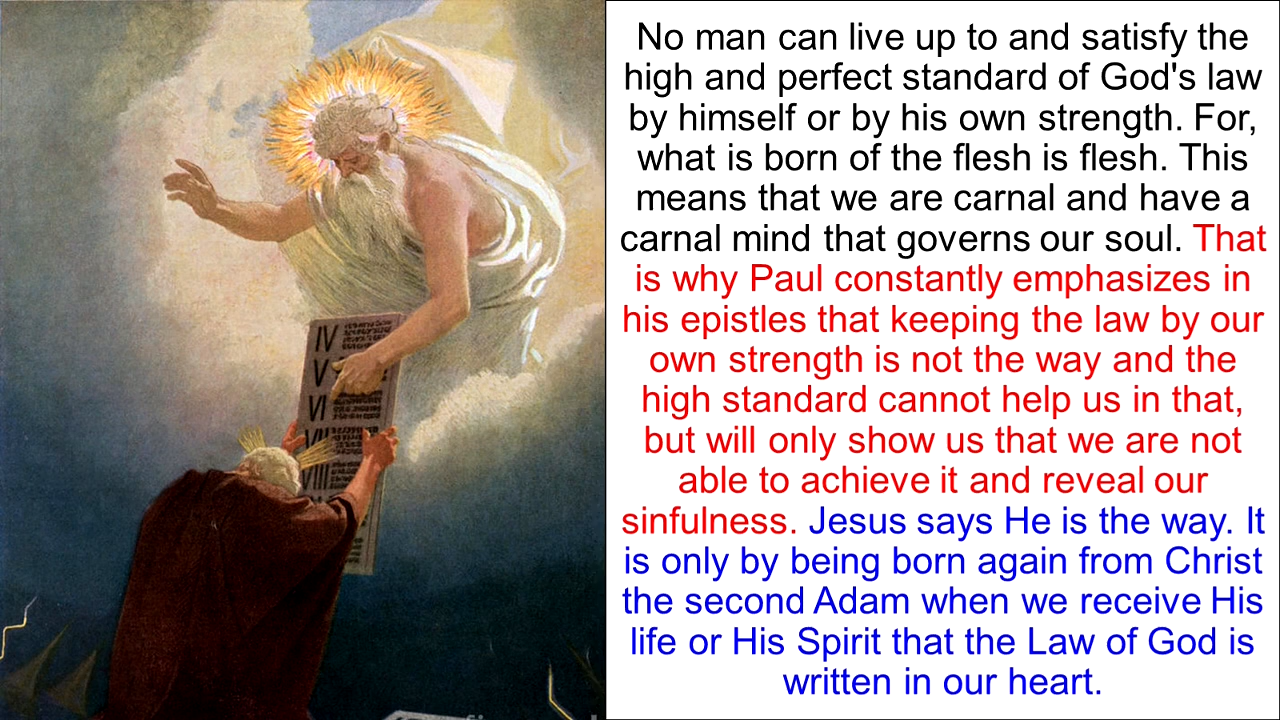 No man can live up to and satisfy the
high and perfect standard of God's law
by himself or by his own strength. For,
what is born of the flesh is flesh. This
means that we are carnal and have a
carnal mind that governs our soul. That
is why Paul constantly emphasizes in
his epistles that keeping the law by our
own strength is not the way and the
high standard cannot help us in that,
but will only show us that we are not
able to achieve it and reveal our
sinfulness. Jesus says He is the way. It
is only by being born again from Christ
the second Adam when we receive His
life or His Spirit that the Law of God is
written in our heart.
IV
V
VI
VII
VIII